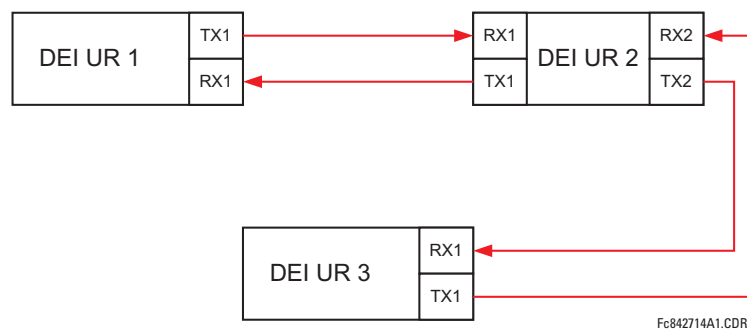 DEI UR 1
TX1
RX1
RX1
TX1
DEI UR 2
RX2
TX2
DEI UR 3
RX1
TX1
Fc842714A1.CDR